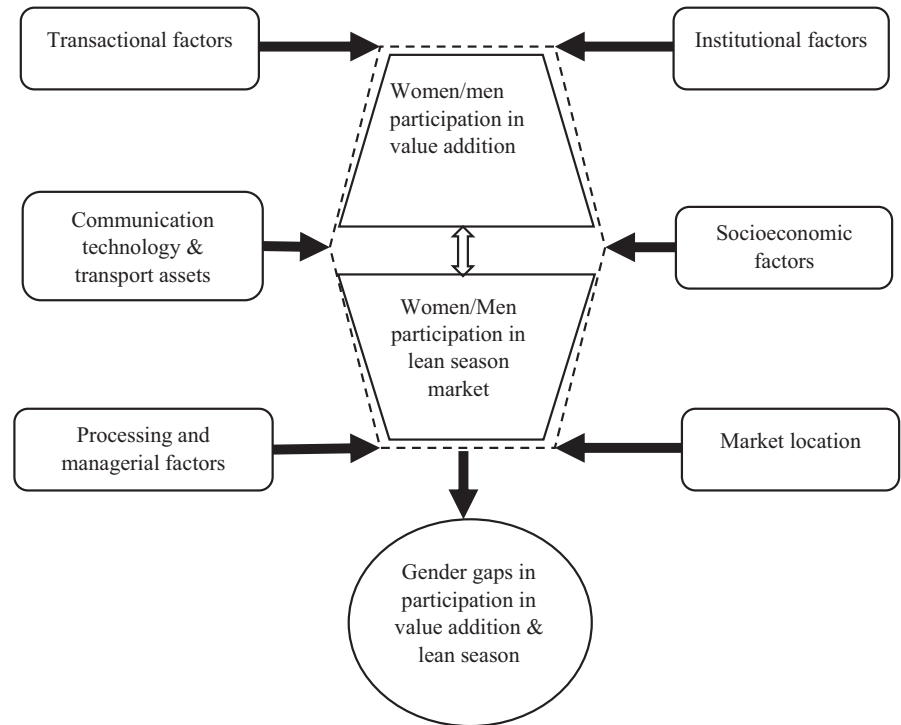 Transactional factors
Institutional factors
Women/men
participation in
value addition
Communication
technology &
transport assets
Socioeconomic
factors
Women/Men
participation in
lean season
market
Processing and
managerial factors
Market location
Gender gaps in
participation in
value addition &
lean season